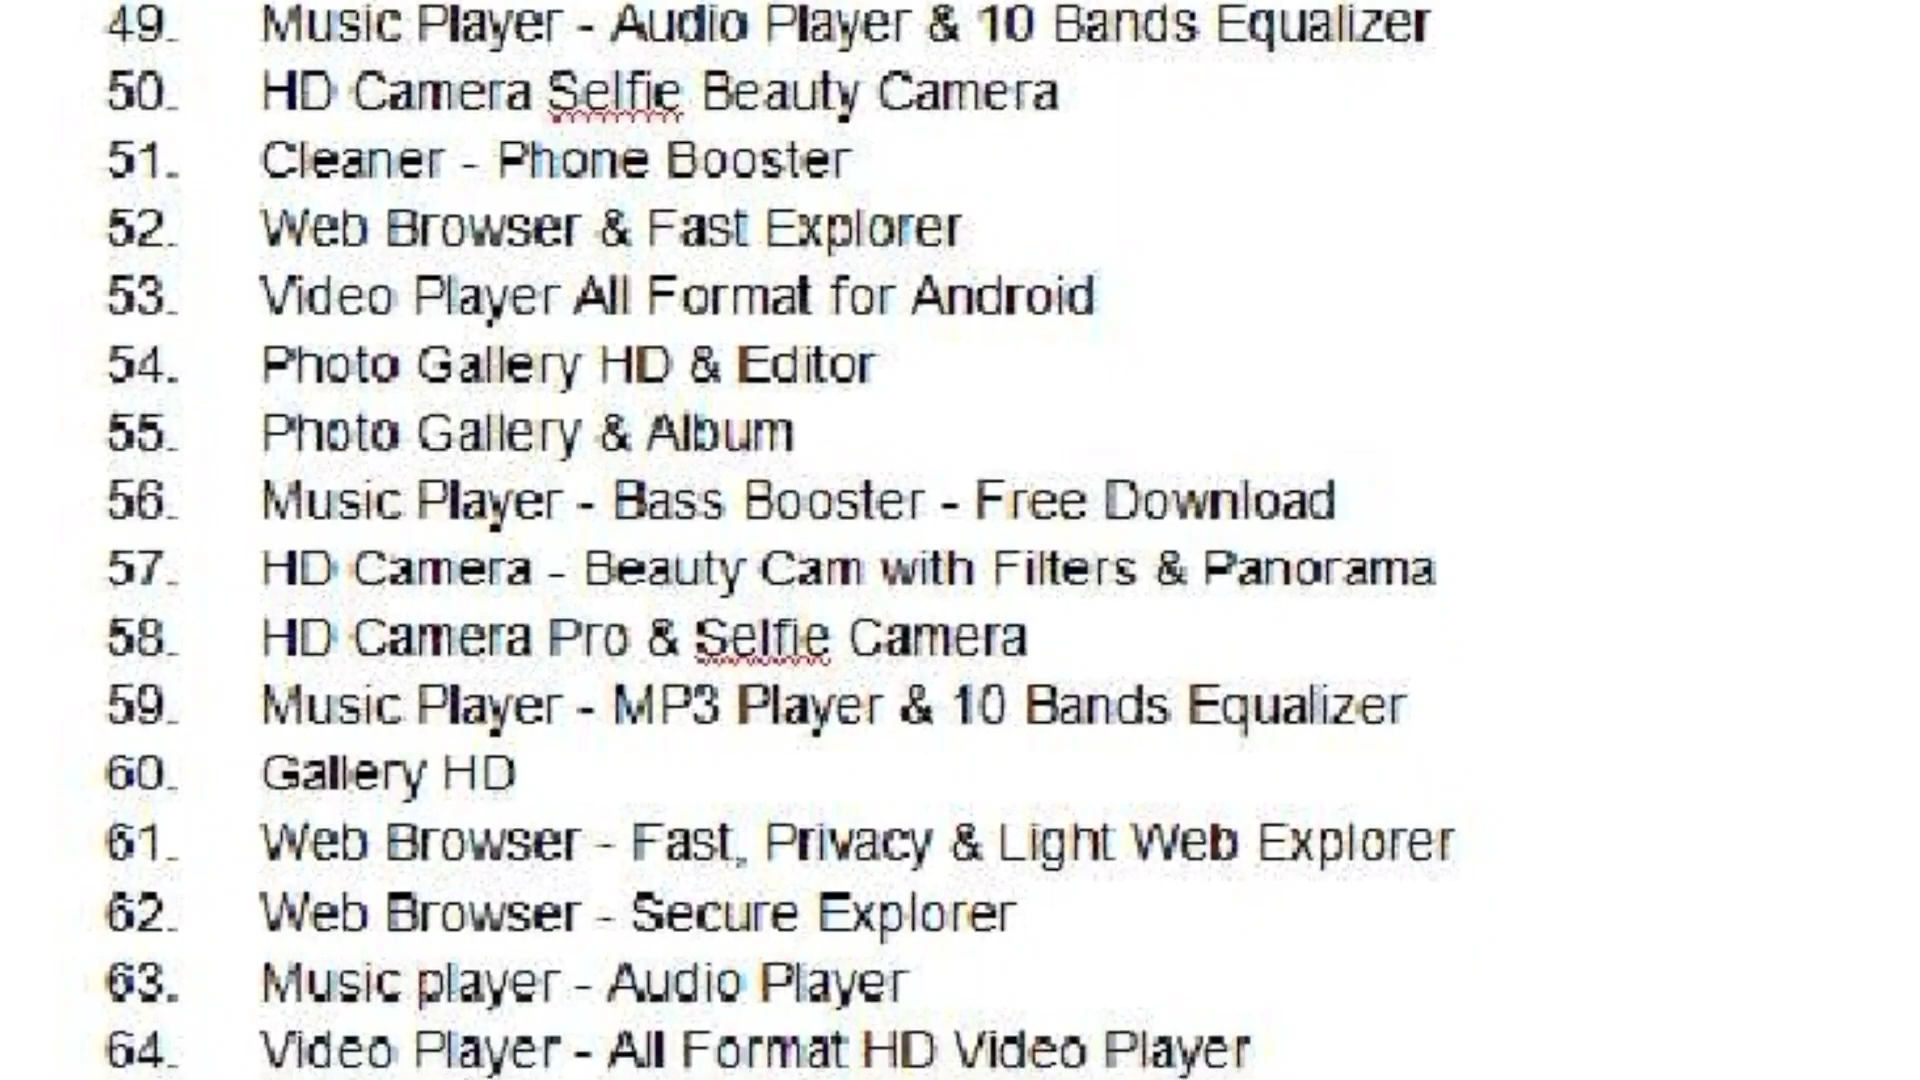 49. Music Player - Audio Player & 10 Bands Equalizer
50. HD Camera Selfie Beauty Camera
51. Cleaner - Phone Booster
52. Web Browser & Fast Explorer
53. Video Player All Format for Android
54. Photo Gallery HD & Editor
55. Photo Gallery & Album
56. Music Player - Bass Booster - Free Download
57. HD Camera - Beauty Cam with Filters & Panorama
58. HD Camera Pro & Selfie Camera
59. Music Player - MP3 Player & 10 Bands Equalizer
60. Gallery HD
61. Web Browser - Fast, Privacy & Light Web Explorer
62. Web Browser - Secure Explorer
63. Music player - Audio Player
64. Video Player - All Format HD Video Player